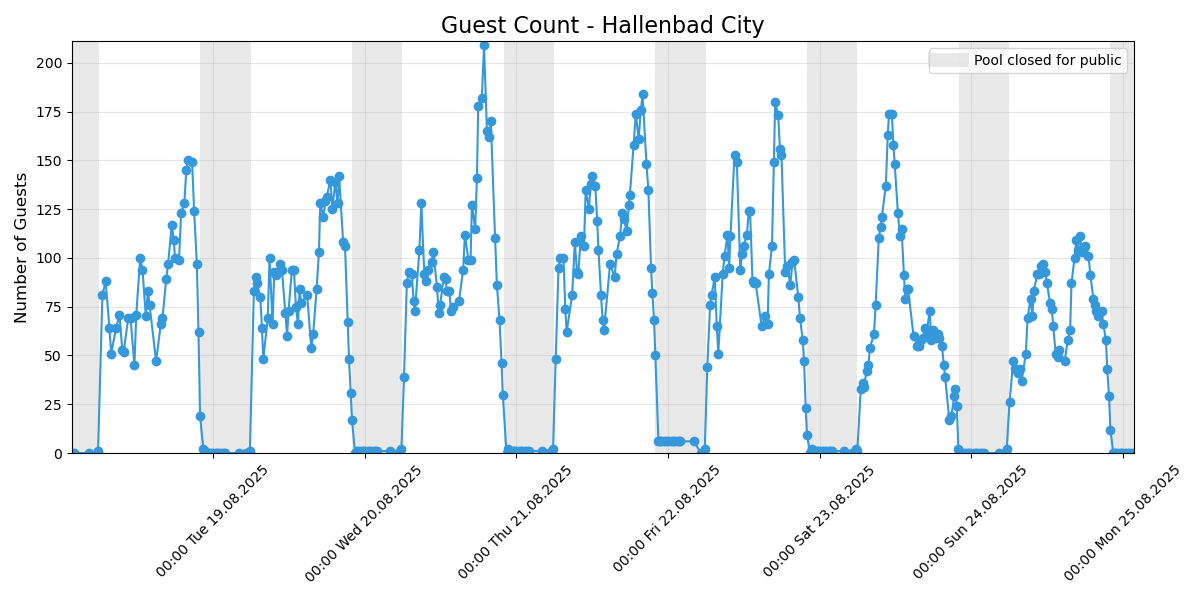 Guest Count - Hallenbad City
Pool closed for public
Number of Guests
200
175
150
125
100
75
50
25
0
00:00 Tue 19.08.2025
00:00 Wed 20.08.2025
00:00 Thu 21.08.2025
00:00 Fri 22.08.2025
00:00 Sat 23.08.2025
00:00 Sun 24.08.2025
00:00 Mon 25.08.2025